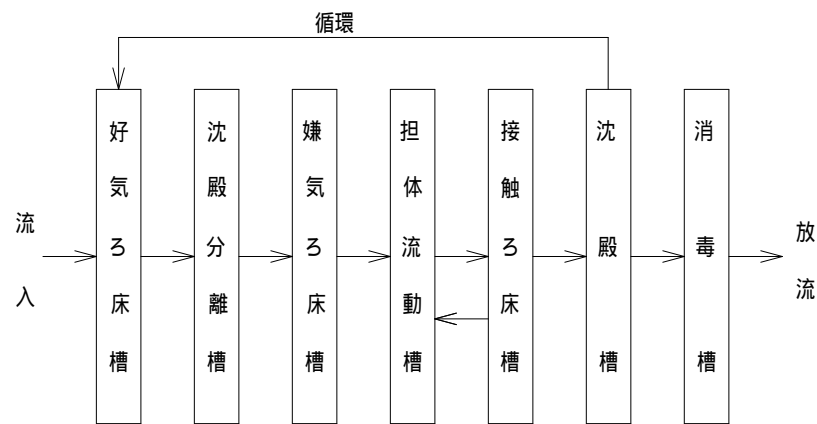 循環
流入
好気ろ床槽
沈殿分離槽
嫌気ろ床槽
担体流動槽
接触ろ床槽
沈殿槽
消毒槽
放流